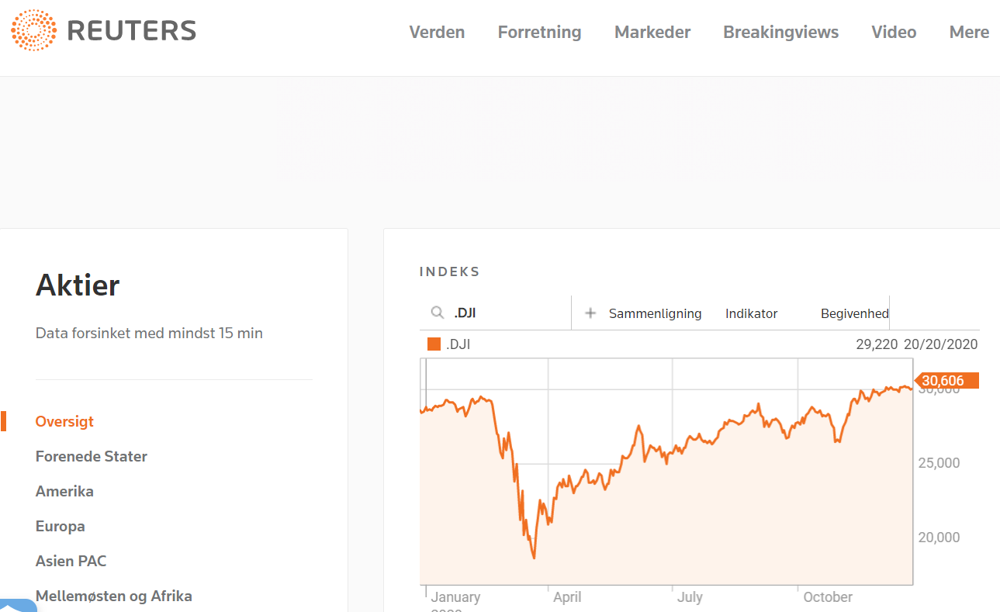 REUTERS
Verden Forretning Markeder Breakingviews Video Mere
Aktier
Data forsinket med mindst 15 min
Oversigt
Forenede Stater
Amerika
Europa
Asien PAC
Mellemøsten og Afrika
INDEKS
.DJI Sammenligning Indikator Begivenhed
.DJI 29,220 20/20/2020
30,606
30,000
25,000
20,000
January April July October